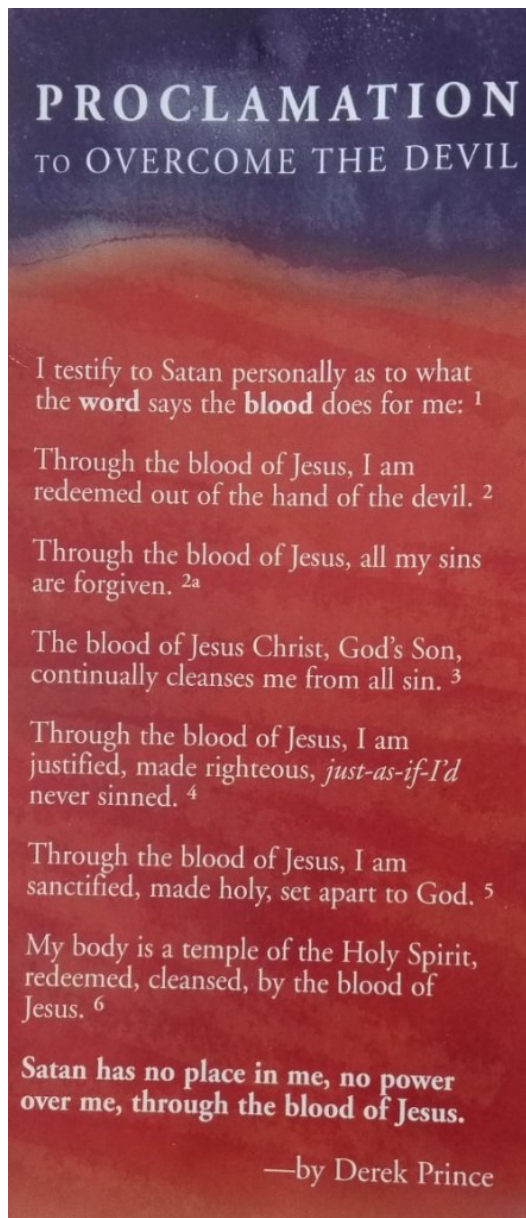 PROCLAMATION
TO OVERCOME THE DEVIL
I testify to Satan personally as to what
the word says the blood does for me: 1
Through the blood of Jesus, I am
redeemed out of the hand of the devil. 2
Through the blood of Jesus, all my sins
are forgiven. 2a
The blood of Jesus Christ, God’s Son,
continually cleanses me from all sin. 3
Through the blood of Jesus, I am
justified, made righteous, just-as-if-I’d
never sinned. 4
Through the blood of Jesus, I am
sanctified, made holy, set apart to God. 5
My body is a temple of the Holy Spirit,
redeemed, cleansed, by the blood of
Jesus. 6
Satan has no place in me, no power
over me, through the blood of Jesus.
—by Derek Prince